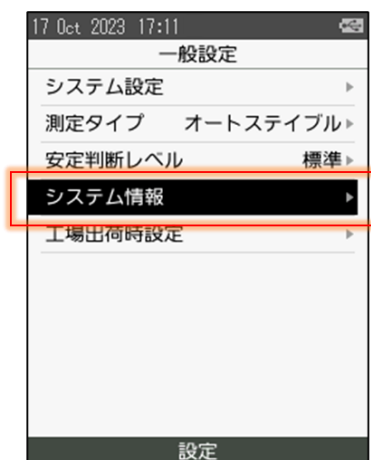 17 Oct 2023 17:11
一般設定
システム設定
測定タイプ オートステイブル
安定判断レベル 標準
システム情報
工場出荷時設定
設定